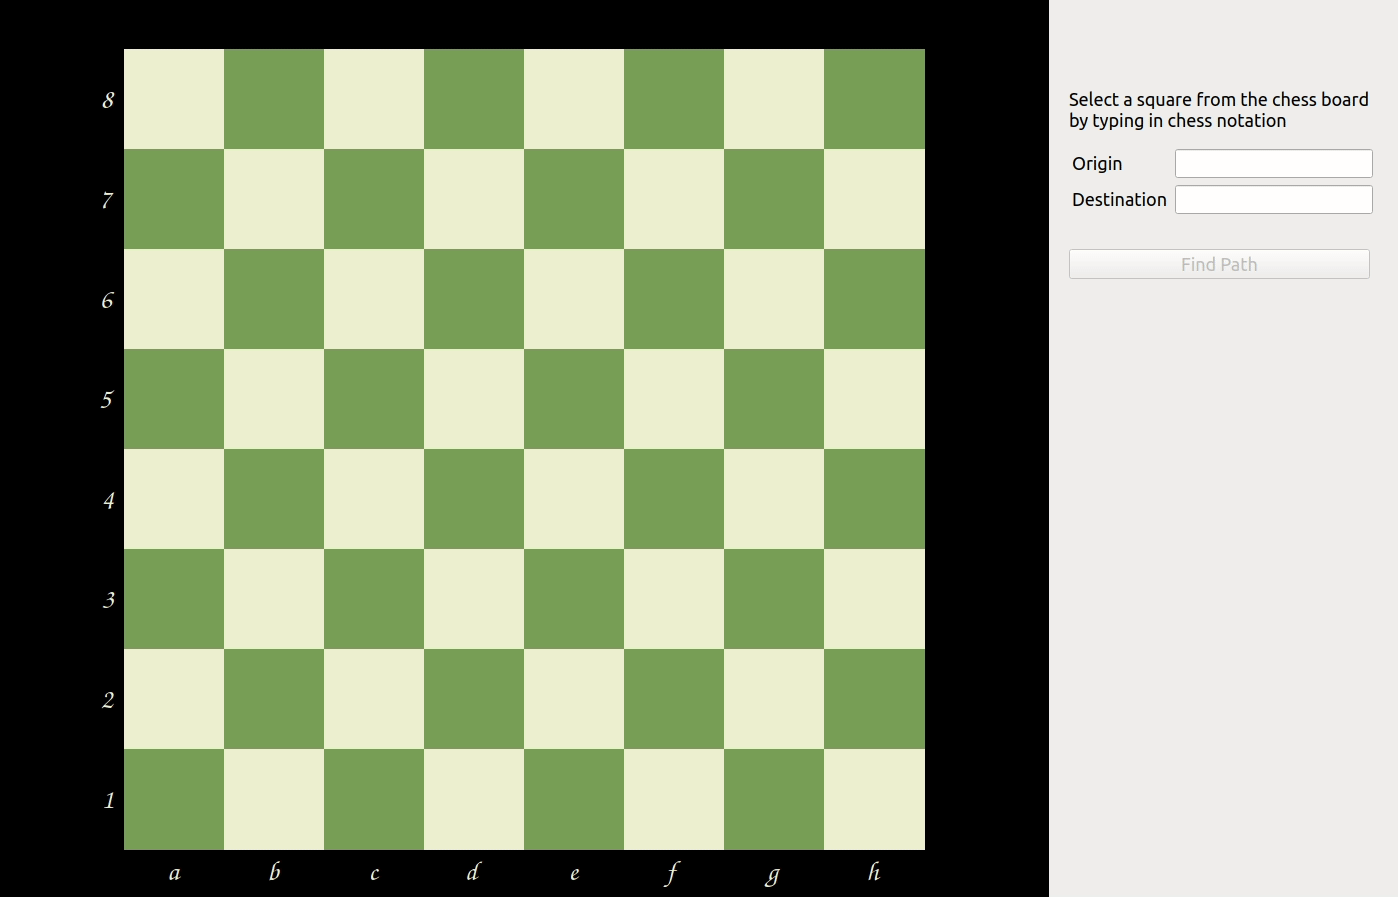 8
7
6
5
4
3
2
1
a b c d e f g h
Select a square from the chess board
by typing in chess notation
Origin
Destination
Find Path